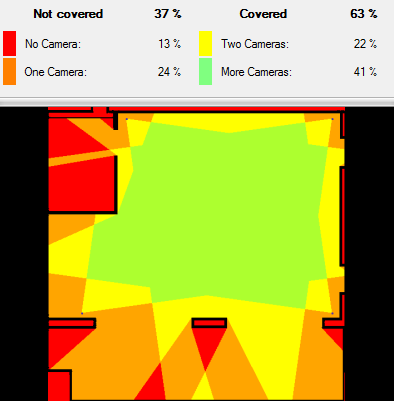 Not covered 37 % Covered 63 %
No Camera: 13 % Two Cameras: 22 %
One Camera: 24 % More Cameras: 41 %